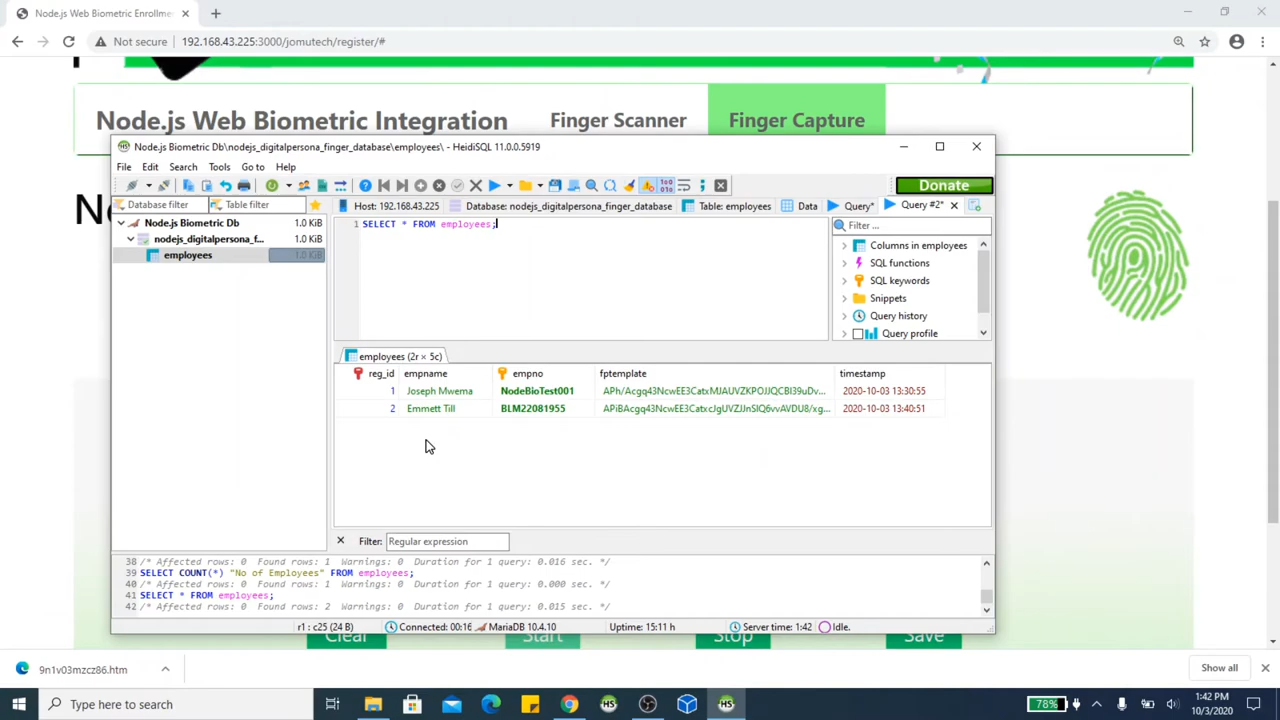 Node.js Web Biometric Enrollme
Not secure 192.168.43.225:3000/jomutech/register/#
Node.js Web Biometric Integration Finger Scanner Finger Capture
Node.js Biometric Db\nodejs_digitalpersona_finger_database\employees\ - HeidiSQL 11.0.0.5919
File Edit Search Tools Go to Help
Donate
Database filter Table filter
Host: 192.168.43.225 Database: nodejs_digitalpersona_finger_database Table: employees Data Query* Query #2*
Node.js Biometric Db 1.0 KiB
nodejs_digitalpersona_f... 1.0 KiB
employees 1.0 KiB
1 SELECT * FROM employees;
Filter ...
Columns in employees
SQL functions
SQL keywords
Snippets
Query history
Query profile
employees (2r × 5c)
reg_id empname empno fptemplate timestamp
1 Joseph Mwema NodeBioTest001 APh/Acgq43NcwEE3CatxMJAUVZKPOJJQCBI39uDv... 2020-10-03 13:30:55
2 Emmett Till BLM22081955 APiBAcgq43NcwEE3CatxcJgUVZJJnSIQ6vvAVDU8/xg... 2020-10-03 13:40:51
Filter: Regular expression
38 /* Affected rows: 0 Found rows: 1 Warnings: 0 Duration for 1 query: 0.016 sec. */
39 SELECT COUNT(*) "No of Employees" FROM employees;
40 /* Affected rows: 0 Found rows: 1 Warnings: 0 Duration for 1 query: 0.000 sec. */
41 SELECT * FROM employees;
42 /* Affected rows: 0 Found rows: 2 Warnings: 0 Duration for 1 query: 0.015 sec. */
r1 : c25 (24 B) Connected: 00:16 MariaDB 10.4.10 Uptime: 15:11 h Server time: 1:42 Idle.
Clear Start Stop Save
9n1v03mzcz86.htm Show all
Type here to search
78% 1:42 PM
10/3/2020